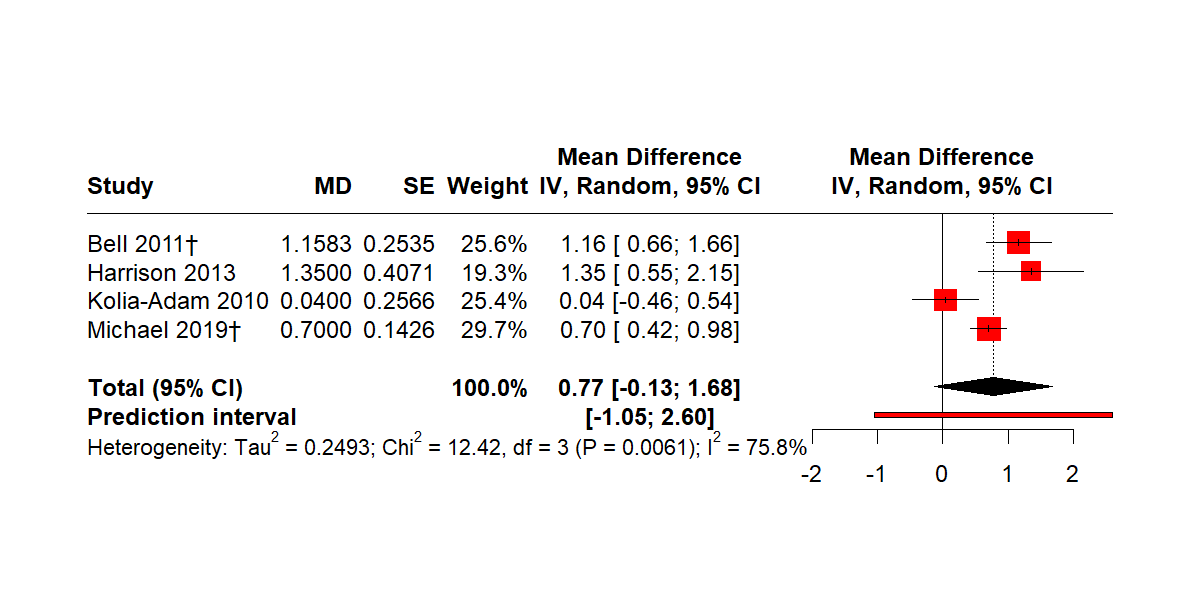 Mean Difference Mean Difference
Study MD SE Weight IV, Random, 95% CI IV, Random, 95% CI
Bell 2011† 1.1583 0.2535 25.6% 1.16 [ 0.66; 1.66]
Harrison 2013 1.3500 0.4071 19.3% 1.35 [ 0.55; 2.15]
Kolia-Adam 2010 0.0400 0.2566 25.4% 0.04 [-0.46; 0.54]
Michael 2019† 0.7000 0.1426 29.7% 0.70 [ 0.42; 0.98]
Total (95% CI) 100.0% 0.77 [-0.13; 1.68]
Prediction interval [-1.05; 2.60]
Heterogeneity: Tau² = 0.2493; Chi² = 12.42, df = 3 (P = 0.0061); I² = 75.8%
-2 -1 0 1 2